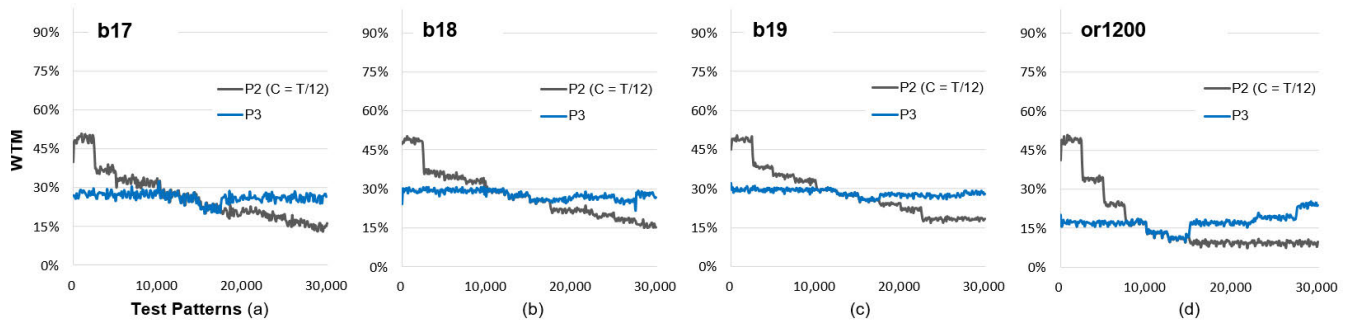 b17
90%
75%
60%
45%
30%
15%
0%
WTM
P2 (C = T/12)
P3
0 10,000 20,000 30,000
Test Patterns (a)
b18
90%
75%
60%
45%
30%
15%
0%
P2 (C = T/12)
P3
0 10,000 20,000 30,000
(b)
b19
90%
75%
60%
45%
30%
15%
0%
P2 (C = T/12)
P3
0 10,000 20,000 30,000
(c)
or1200
90%
75%
60%
45%
30%
15%
0%
P2 (C = T/12)
P3
0 10,000 20,000 30,000
(d)